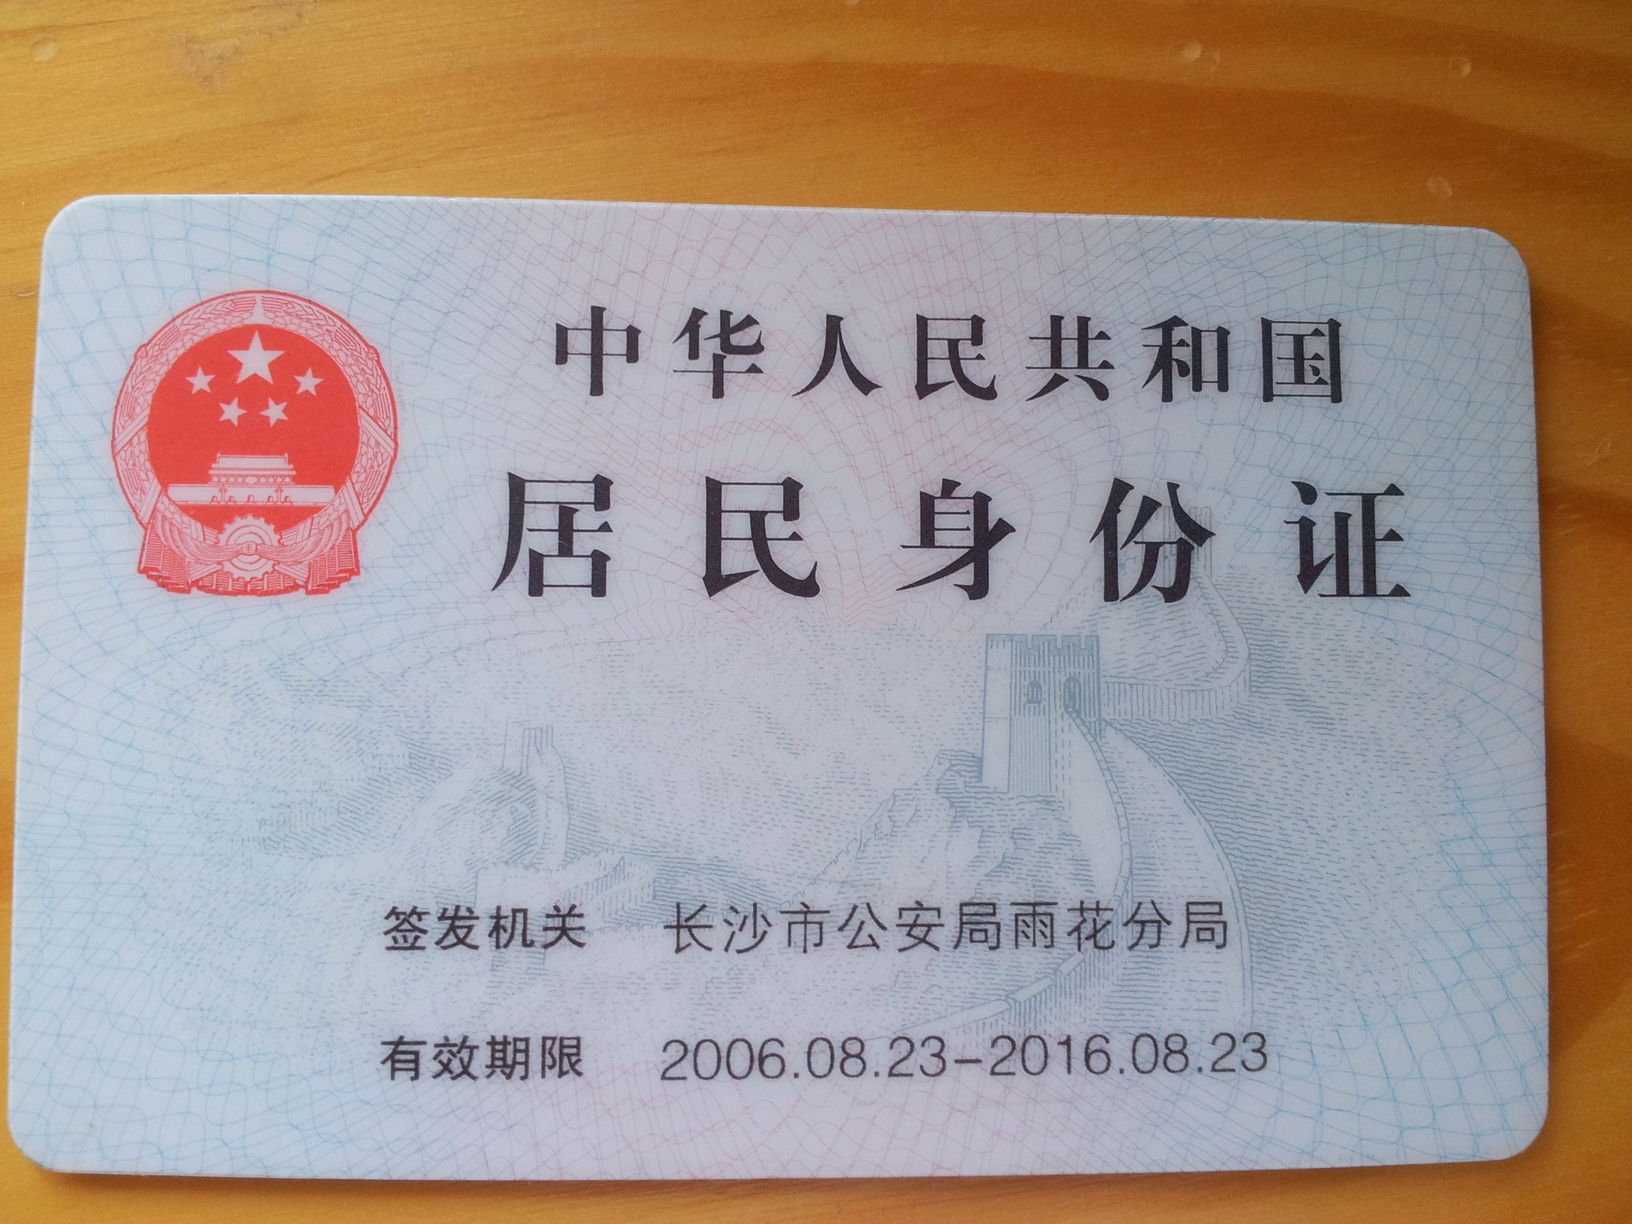 中华人民共和国
居民身份证
签发机关 长沙市公安局雨花分局
有效期限 2006.08.23-2016.08.23